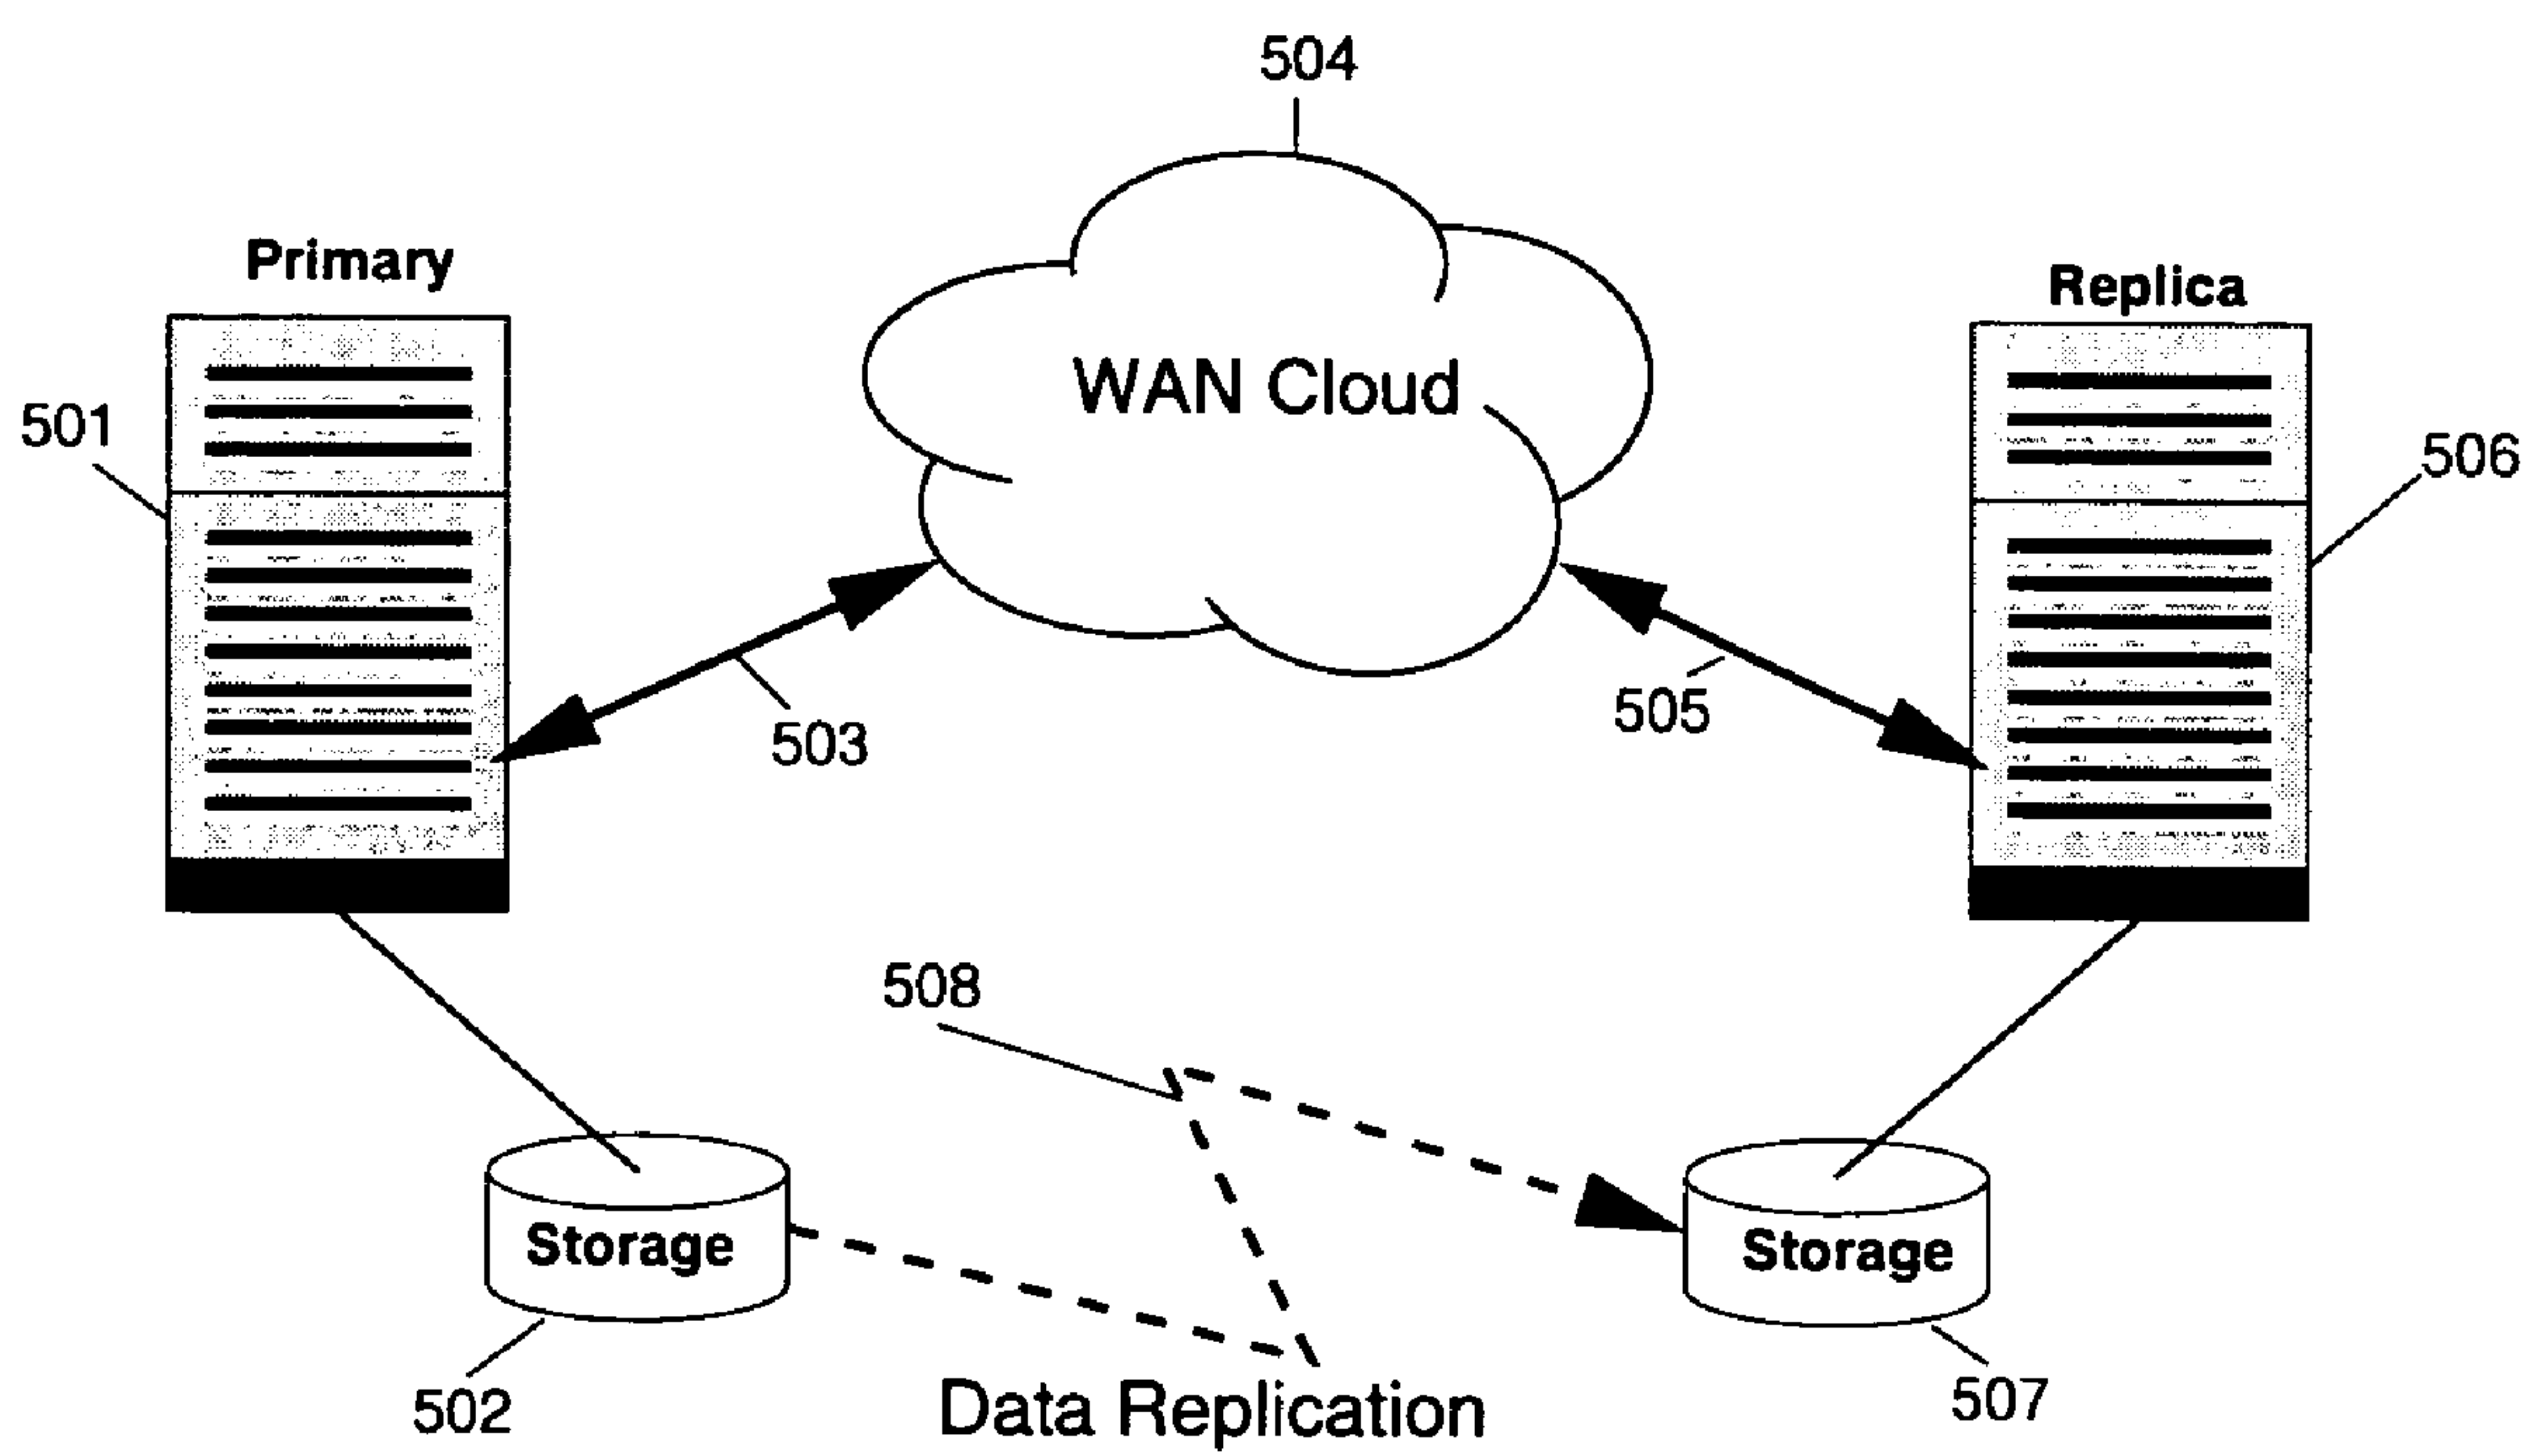 504
Primary
Replica
WAN Cloud
501
506
505
503
508
Storage
Storage
502
507
Data Replication